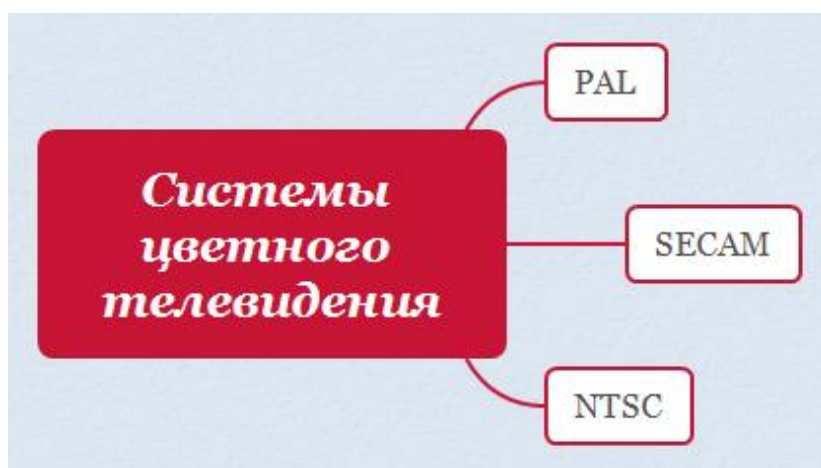 Системы
цветного
телевидения
PAL
SECAM
NTSC